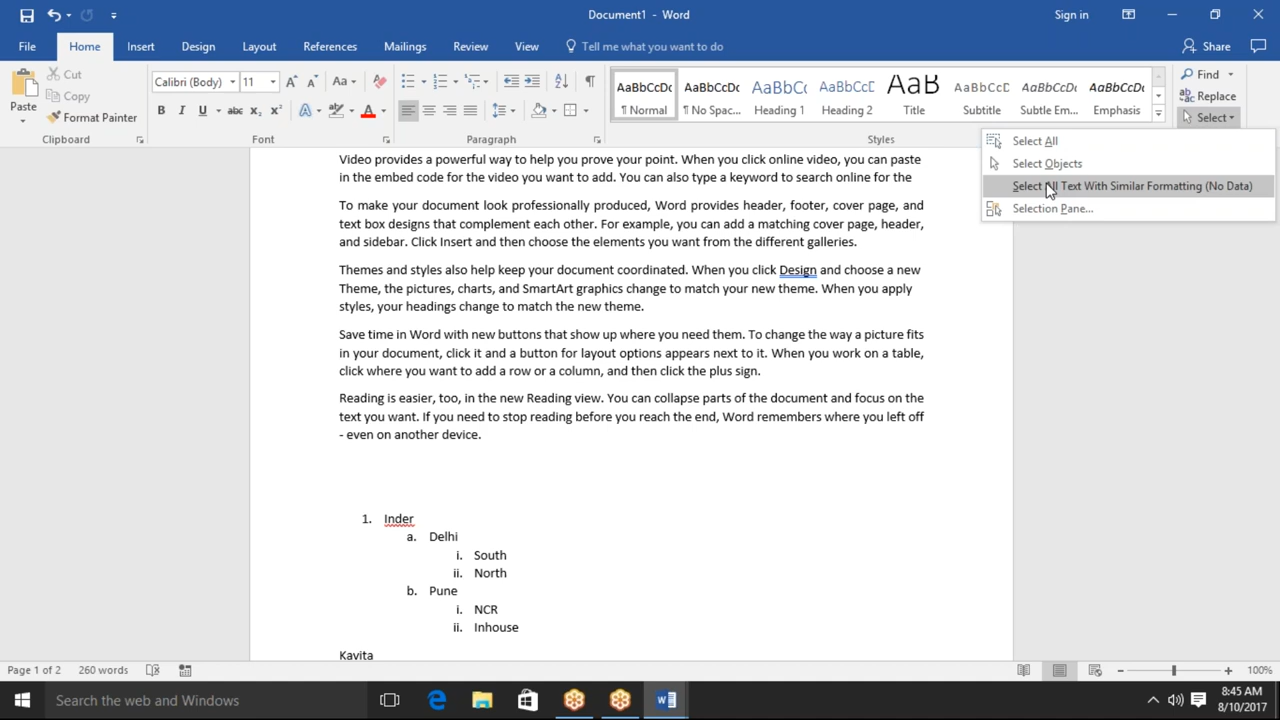 Document1 - Word
Sign in
File Home Insert Design Layout References Mailings Review View Tell me what you want to do
Share
Paste
Cut
Copy
Format Painter
Clipboard
Calibri (Body) 11
Aa
B I U abc x₂ x²
A
Font
Paragraph
AaBbCcDc AaBbCcDc AaBbCc AaBbCcE AaB AaBbCcD AaBbCcDc AaBbCcDc
¶ Normal ¶ No Spac... Heading 1 Heading 2 Title Subtitle Subtle Em... Emphasis
Styles
Find
Replace
Select
Select All
Select Objects
Select All Text With Similar Formatting (No Data)
Selection Pane...
Video provides a powerful way to help you prove your point. When you click online video, you can paste
in the embed code for the video you want to add. You can also type a keyword to search online for the
To make your document look professionally produced, Word provides header, footer, cover page, and
text box designs that complement each other. For example, you can add a matching cover page, header,
and sidebar. Click Insert and then choose the elements you want from the different galleries.
Themes and styles also help keep your document coordinated. When you click Design and choose a new
Theme, the pictures, charts, and SmartArt graphics change to match your new theme. When you apply
styles, your headings change to match the new theme.
Save time in Word with new buttons that show up where you need them. To change the way a picture fits
in your document, click it and a button for layout options appears next to it. When you work on a table,
click where you want to add a row or a column, and then click the plus sign.
Reading is easier, too, in the new Reading view. You can collapse parts of the document and focus on the
text you want. If you need to stop reading before you reach the end, Word remembers where you left off
- even on another device.
1. Inder
a. Delhi
i. South
ii. North
b. Pune
i. NCR
ii. Inhouse
Kavita
Page 1 of 2 260 words
100%
Search the web and Windows
8:45 AM
8/10/2017